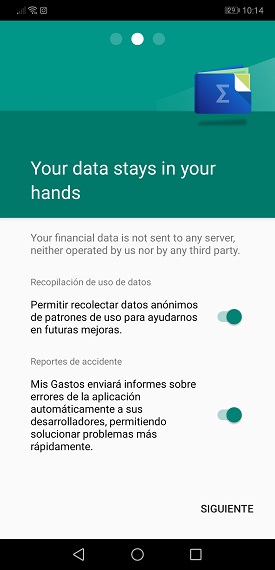 29 10:14
Σ
Your data stays in your
hands
Your financial data is not sent to any server,
neither operated by us nor by any third party.
Recopilación de uso de datos
Permitir recolectar datos anónimos
de patrones de uso para ayudarnos
en futuras mejoras.
Reportes de accidente
Mis Gastos enviará informes sobre
errores de la aplicación
automáticamente a sus
desarrolladores, permitiendo
solucionar problemas más
rápidamente.
SIGUIENTE